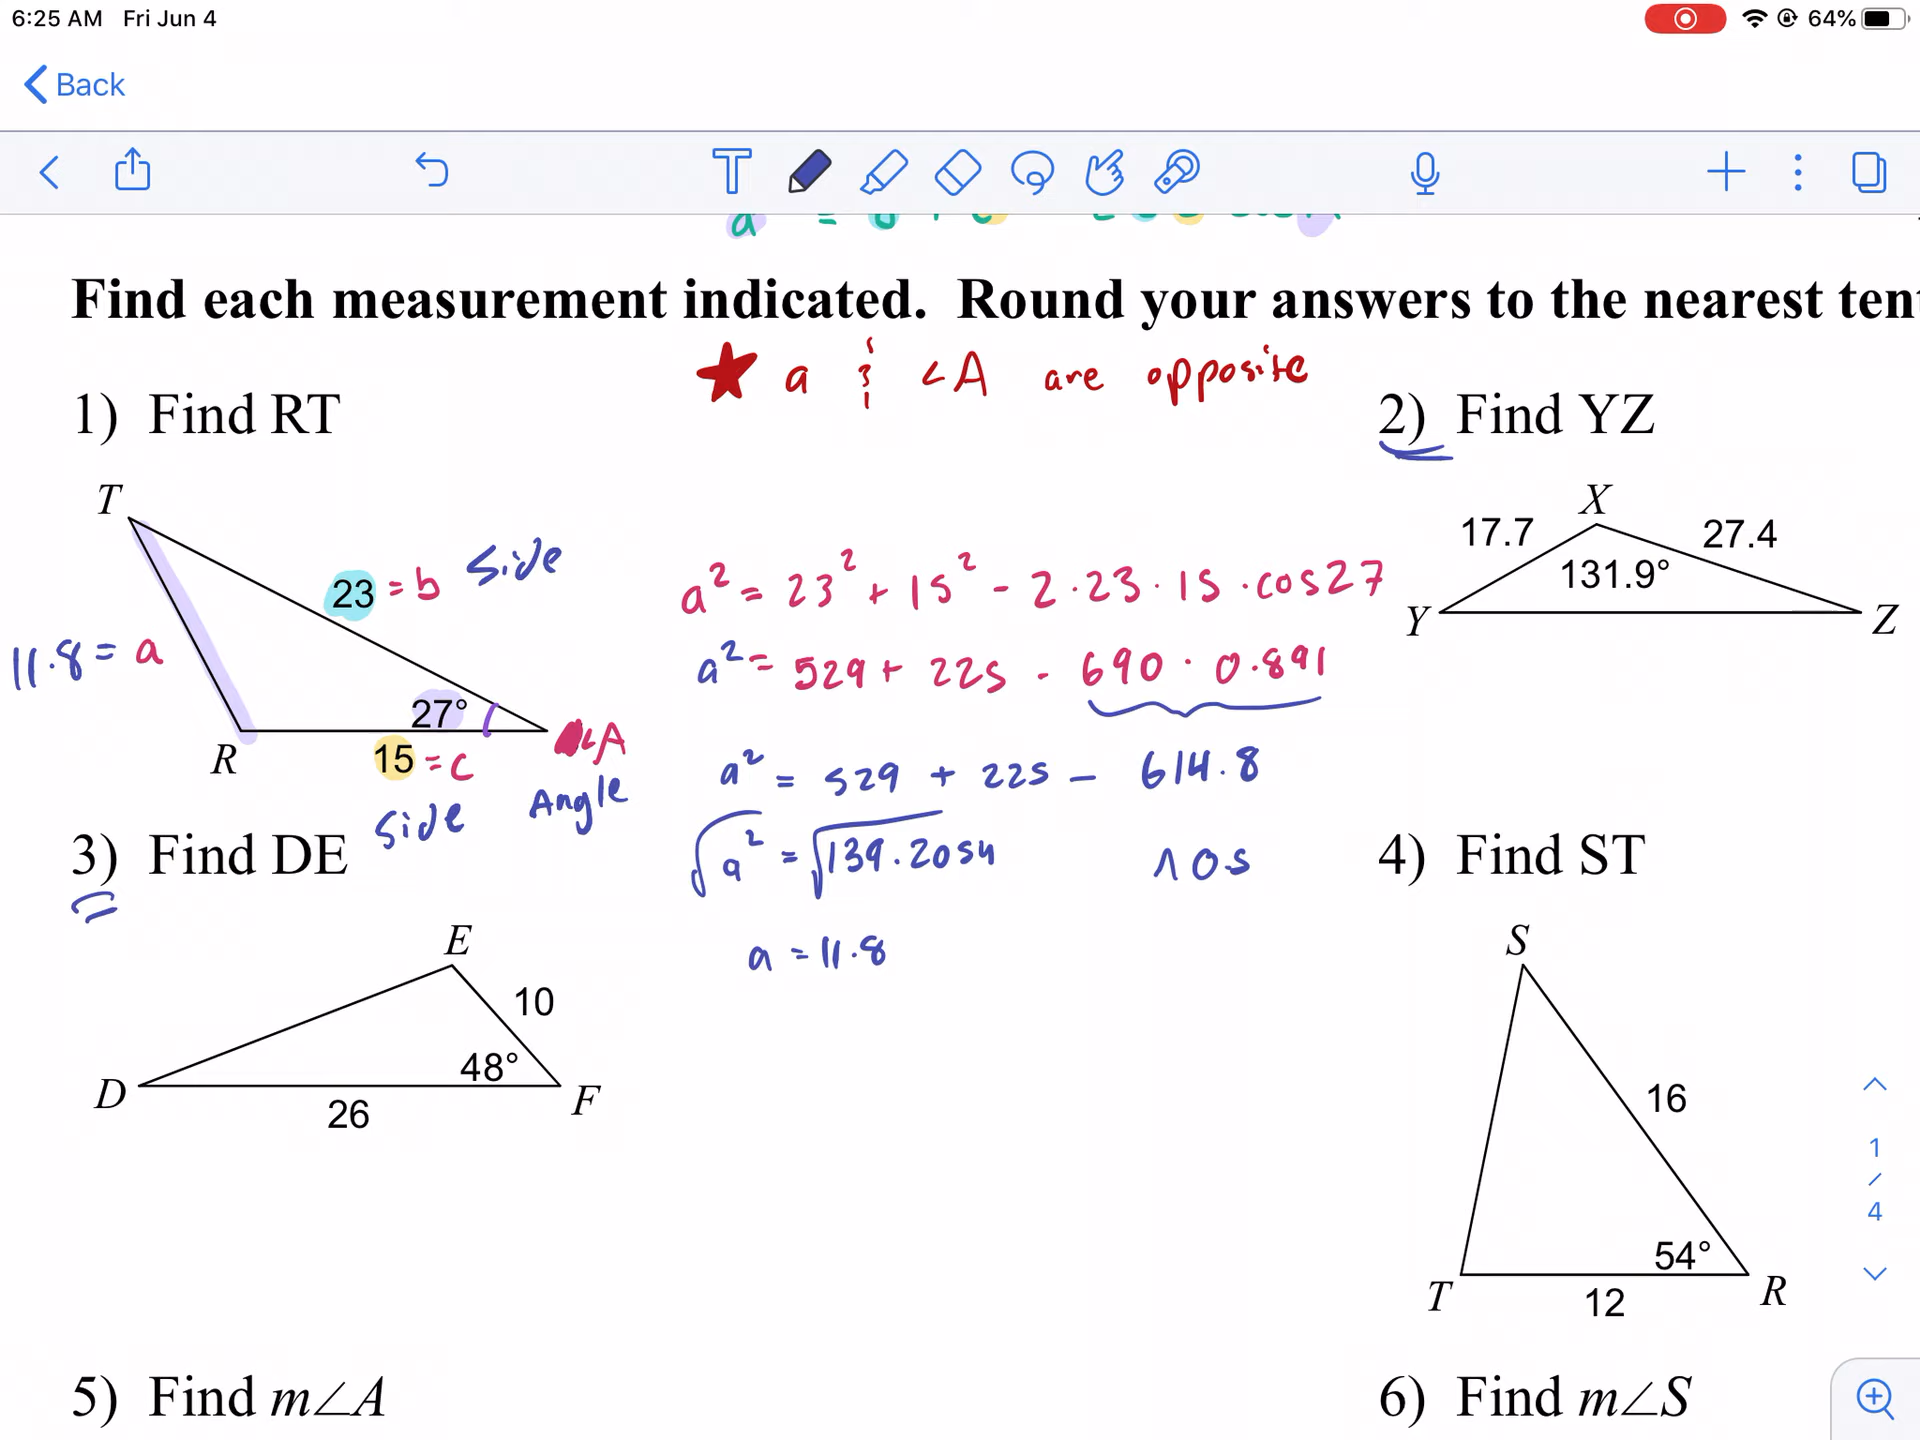 6:25 AM Fri Jun 4
64%
Back
Find each measurement indicated. Round your answers to the nearest ten
a & ∠A are opposite
1) Find RT
2) Find YZ
T
23 = b side
11.8 = a
27°
R
15 = c
∠A
side
Angle
a² = 23² + 15² - 2·23·15·cos27
a² = 529 + 225 - 690 · 0.891
a² = 529 + 225 - 614.8
√a² = √139.2054
a = 11.8
X
17.7
27.4
131.9°
Y
Z
3) Find DE
4) Find ST
E
10
48°
D
F
26
S
16
54°
T
R
12
1
/
4
5) Find m∠A
6) Find m∠S